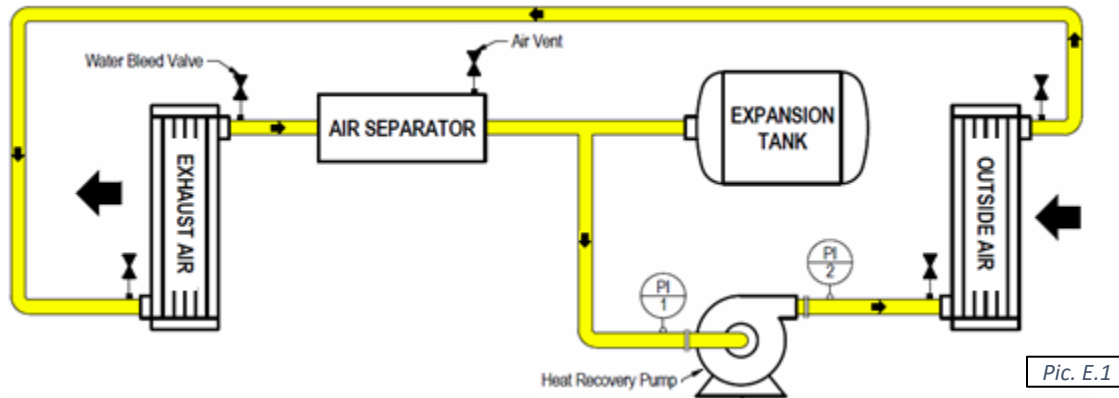 Water Bleed Valve
Air Vent
EXHAUST AIR
AIR SEPARATOR
EXPANSION
TANK
OUTSIDE AIR
PI
1
PI
2
Heat Recovery Pump
Pic. E.1